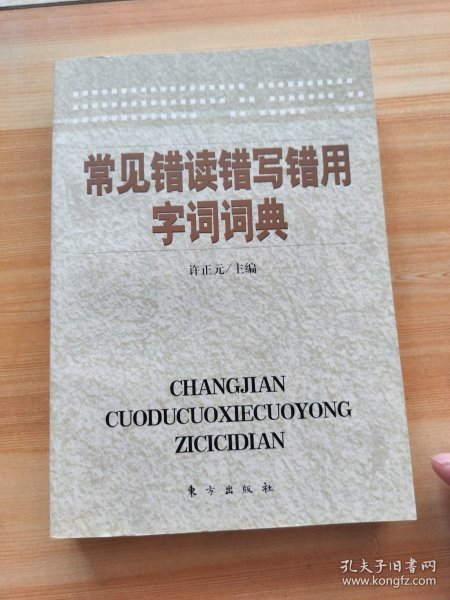 常见错读错写错用
字词词典
许正元/主编
CHANGJIAN
CUODUCUOXIECUOYONG
ZICICIDIAN
東方出版社
孔夫子旧书网
www.kongfz.com